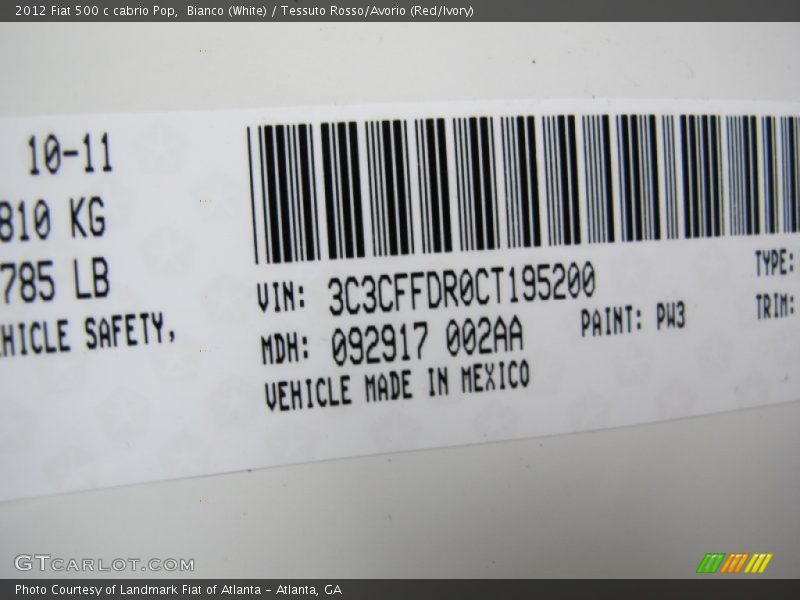 2012 Fiat 500 c cabrio Pop, Bianco (White) / Tessuto Rosso/Avorio (Red/Ivory)
10-11
810 KG
785 LB
HICLE SAFETY,
VIN: 3C3CFFDR0CT195200
MDH: 092917 002AA
PAINT: PW3
VEHICLE MADE IN MEXICO
TYPE:
TRIM:
GTCARLOT.COM
Photo Courtesy of Landmark Fiat of Atlanta - Atlanta, GA